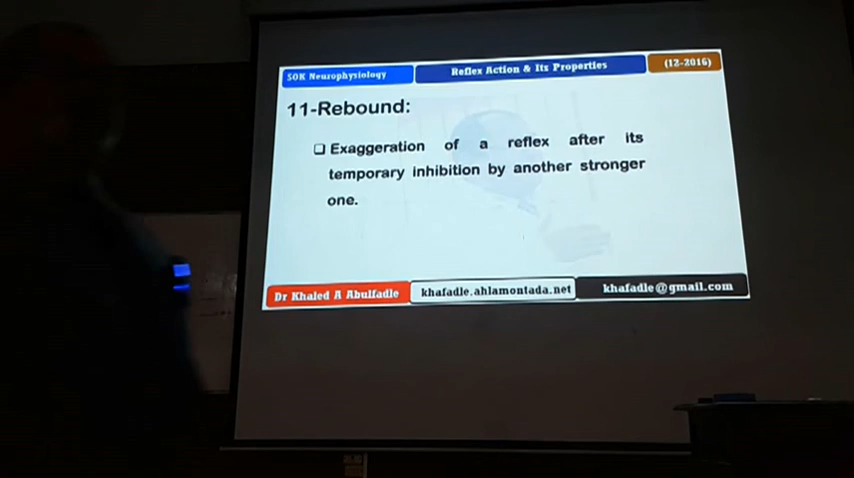 SOK Neurophysiology
Reflex Action & Its Properties
(12-2016)
11-Rebound:
Exaggeration of a reflex after its
temporary inhibition by another stronger
one.
Dr Khaled A Abulfadle
khafadle.ahlamontada.net
khafadle@gmail.com